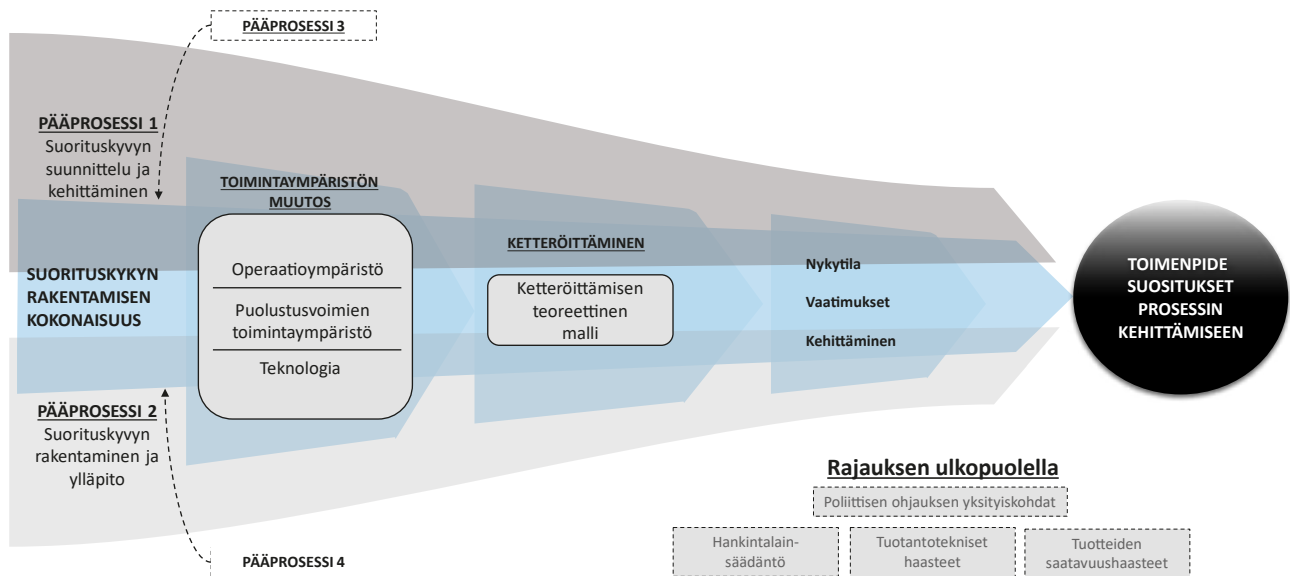 PÄÄPROSESSI 3
PÄÄPROSESSI 1
Suorituskyvyn
suunnittelu ja
kehittäminen
SUORITUSKYKYN
RAKENTAMISEN
KOKONAISUUS
PÄÄPROSESSI 2
Suorituskyvyn
rakentaminen ja
ylläpito
PÄÄPROSESSI 4
TOIMINTAYMPÄRISTÖN
MUUTOS
Operaatioympäristö
Puolustusvoimien
toimintaympäristö
Teknologia
KETTERÖITTÄMINEN
Ketteröittämisen
teoreettinen
malli
Nykytila
Vaatimukset
Kehittäminen
TOIMENPIDE
SUOSITUKSET
PROSESSIN
KEHITTÄMISEEN
Rajauksen ulkopuolella
Poliittisen ohjauksen yksityiskohdat
Hankintalain-
säädäntö
Tuotantotekniset
haasteet
Tuotteiden
saatavuushaasteet